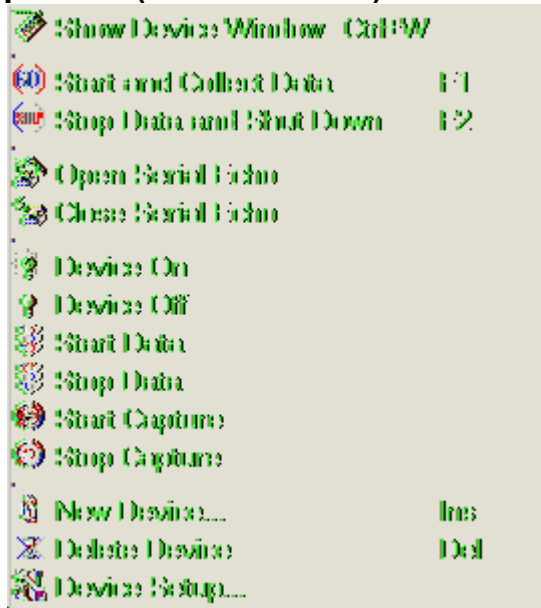 Show Device Window Ctrl+W
Start and Collect Data F1
Stop Data and Shut Down F2
Open Serial Echo
Close Serial Echo
Device On
Device Off
Start Data
Stop Data
Start Capture
Stop Capture
New Device... Ins
Delete Device Del
Device Setup...